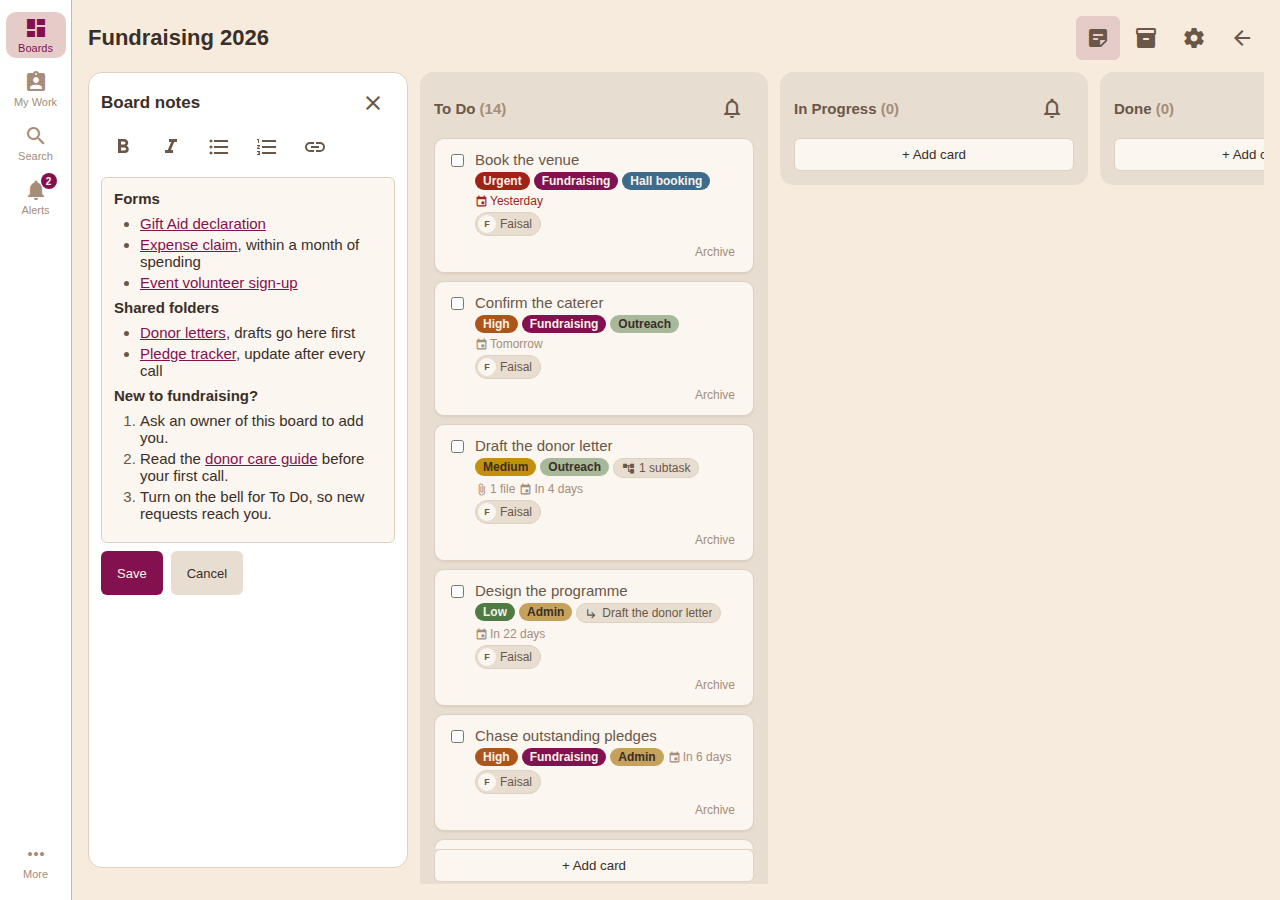 Boards
My Work
Search
2
Alerts
More
Fundraising 2026
Board notes
Forms
Gift Aid declaration
Expense claim, within a month of
spending
Event volunteer sign-up
Shared folders
Donor letters, drafts go here first
Pledge tracker, update after every
call
New to fundraising?
1. Ask an owner of this board to add
you.
2. Read the donor care guide before
your first call.
3. Turn on the bell for To Do, so new
requests reach you.
Save Cancel
To Do (14)
Book the venue
Urgent Fundraising Hall booking
Yesterday
F Faisal
Archive
Confirm the caterer
High Fundraising Outreach
Tomorrow
F Faisal
Archive
Draft the donor letter
Medium Outreach 1 subtask
1 file In 4 days
F Faisal
Archive
Design the programme
Low Admin Draft the donor letter
In 22 days
F Faisal
Archive
Chase outstanding pledges
High Fundraising Admin In 6 days
F Faisal
Archive
+ Add card
In Progress (0)
+ Add card
Done (0)
+ Add c